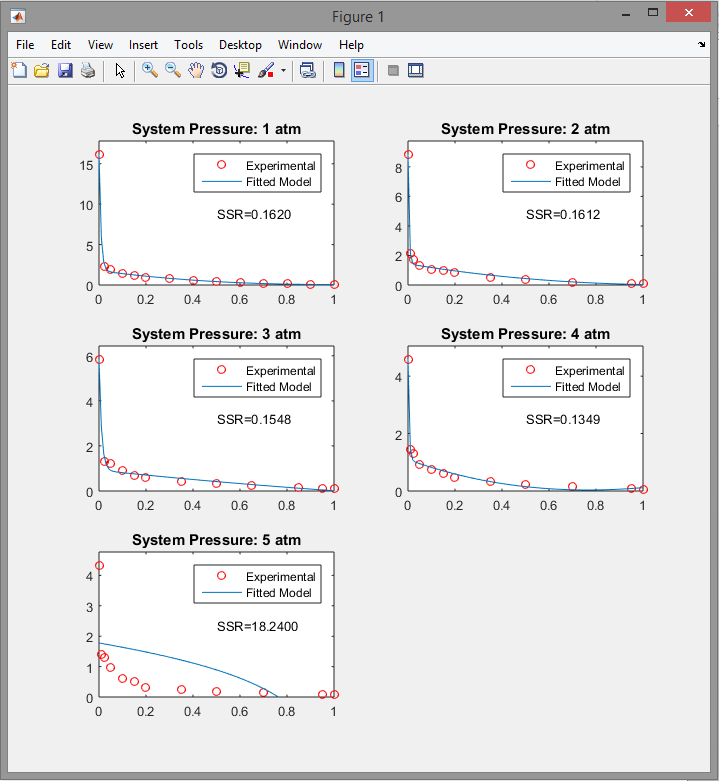 Figure 1
File Edit View Insert Tools Desktop Window Help
System Pressure: 1 atm
15
10
5
0
0 0.2 0.4 0.6 0.8 1
Experimental
Fitted Model
SSR=0.1620
System Pressure: 2 atm
8
6
4
2
0
0 0.2 0.4 0.6 0.8 1
Experimental
Fitted Model
SSR=0.1612
System Pressure: 3 atm
6
4
2
0
0 0.2 0.4 0.6 0.8 1
Experimental
Fitted Model
SSR=0.1548
System Pressure: 4 atm
4
2
0
0 0.2 0.4 0.6 0.8 1
Experimental
Fitted Model
SSR=0.1349
System Pressure: 5 atm
4
3
2
1
0
0 0.2 0.4 0.6 0.8 1
Experimental
Fitted Model
SSR=18.2400